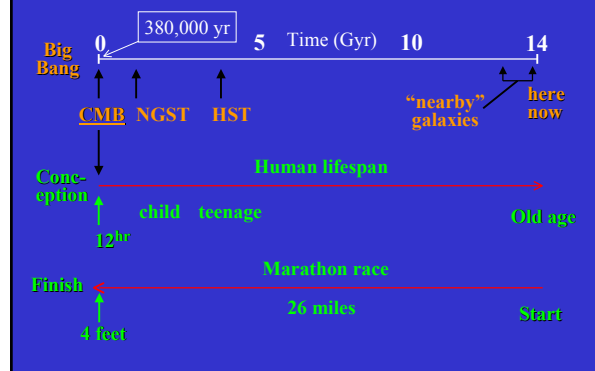 380,000 yr
0 5 Time (Gyr) 10 14
Big
Bang
CMB NGST HST
“nearby”
galaxies
here
now
Conc-
eption
Human lifespan
child teenage
Old age
12hr
Marathon race
Finish
26 miles
Start
4 feet